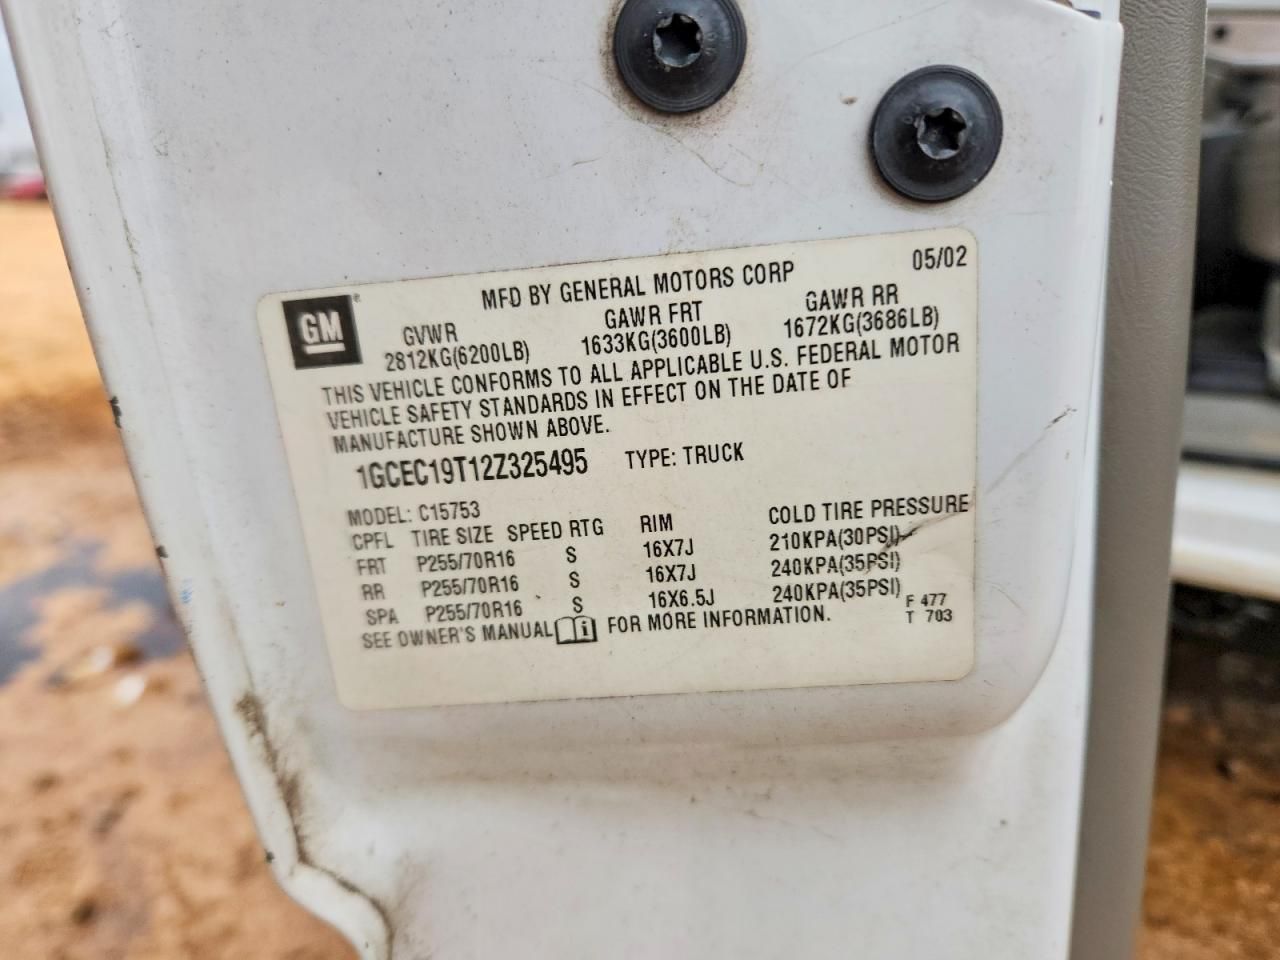 MFD BY GENERAL MOTORS CORP 05/02
GM
GVWR GAWR FRT GAWR RR
2812KG(6200LB) 1633KG(3600LB) 1672KG(3686LB)
THIS VEHICLE CONFORMS TO ALL APPLICABLE U.S. FEDERAL MOTOR
VEHICLE SAFETY STANDARDS IN EFFECT ON THE DATE OF
MANUFACTURE SHOWN ABOVE.
1GCEC19T12Z325495 TYPE: TRUCK
MODEL: C15753
CPFL TIRE SIZE SPEED RTG RIM COLD TIRE PRESSURE
FRT P255/70R16 S 16X7J 210KPA(30PSI)
RR P255/70R16 S 16X7J 240KPA(35PSI)
SPA P255/70R16 S 16X6.5J 240KPA(35PSI)
SEE OWNER'S MANUAL i FOR MORE INFORMATION.
F 477
T 703